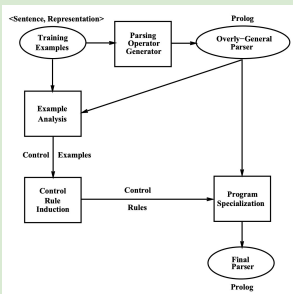 <Sentence, Representation>
Prolog
Training
Examples
Parsing
Operator
Generator
Overly−General
Parser
Example
Analysis
Control Examples
Control
Rule
Induction
Control
Rules
Program
Specialization
Final
Parser
Prolog